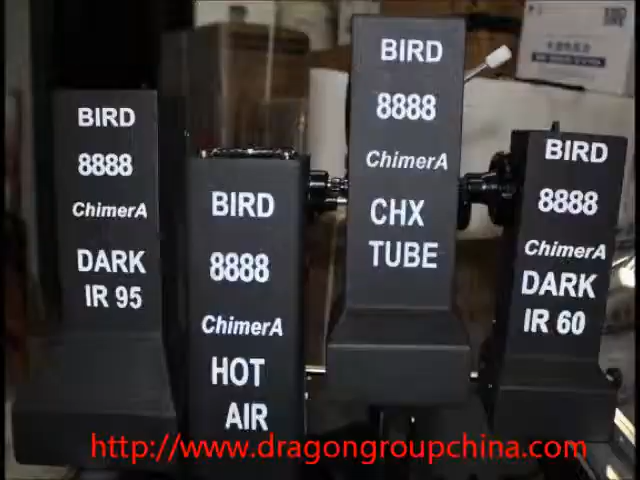 BIRD
8888
ChimerA
DARK
IR 95
BIRD
8888
ChimerA
HOT
AIR
BIRD
8888
ChimerA
CHX
TUBE
BIRD
8888
ChimerA
DARK
IR 60
http://www.dragongroupchina.com